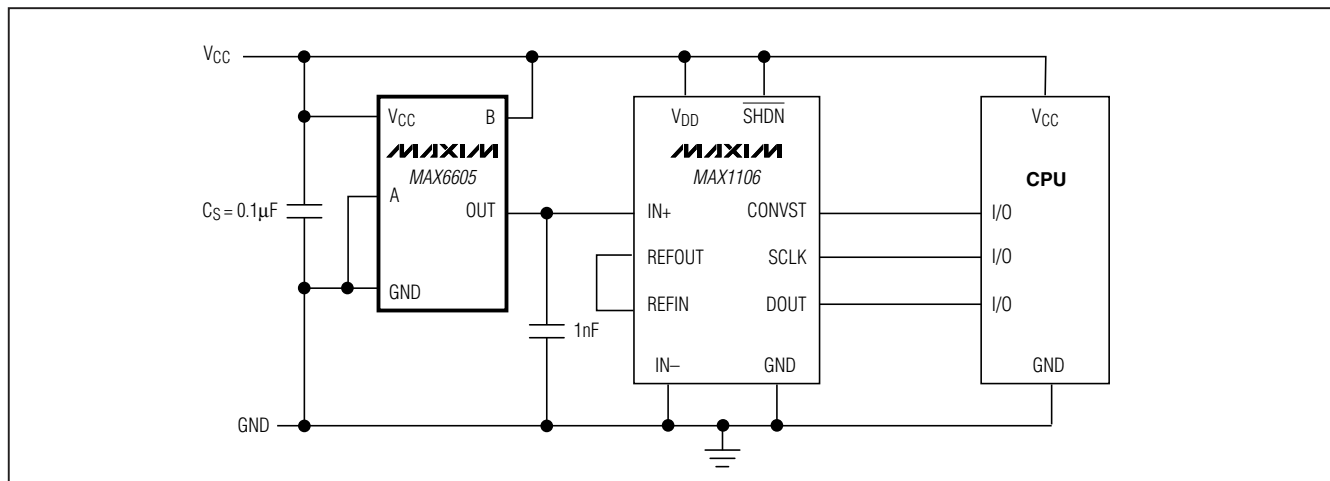 VCC
VCC
B
MAXIM
MAX6605
A
OUT
GND
CS = 0.1µF
1nF
VDD
SHDN
MAXIM
MAX1106
IN+
CONVST
REFOUT
SCLK
REFIN
DOUT
IN–
GND
VCC
CPU
I/O
I/O
I/O
GND
GND